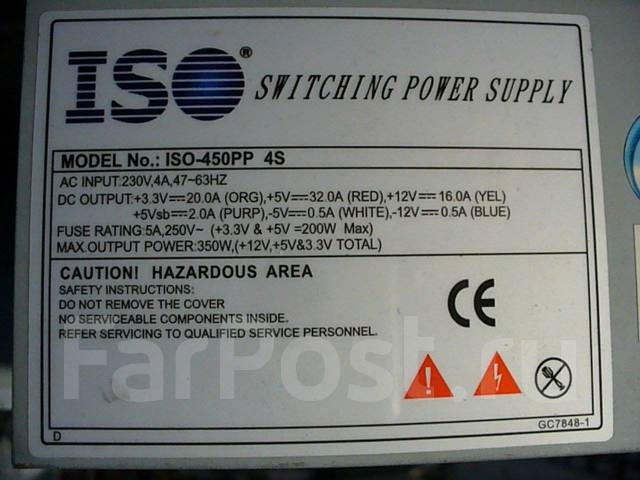 ISO® SWITCHING POWER SUPPLY
MODEL No.: ISO-450PP 4S
AC INPUT:230V,4A,47~63HZ
DC OUTPUT:+3.3V⎓20.0A (ORG),+5V⎓32.0A (RED),+12V⎓16.0A (YEL)
+5Vsb⎓2.0A (PURP),-5V⎓0.5A (WHITE),-12V⎓0.5A (BLUE)
FUSE RATING:5A,250V~ (+3.3V & +5V =200W Max)
MAX.OUTPUT POWER:350W,(+12V,+5V&3.3V TOTAL)
CAUTION! HAZARDOUS AREA
SAFETY INSTRUCTIONS:
DO NOT REMOVE THE COVER
NO SERVICEABLE COMPONENTS INSIDE.
REFER SERVICING TO QUALIFIED SERVICE PERSONNEL.
CE
FarPost.ru
D
GC7848-1